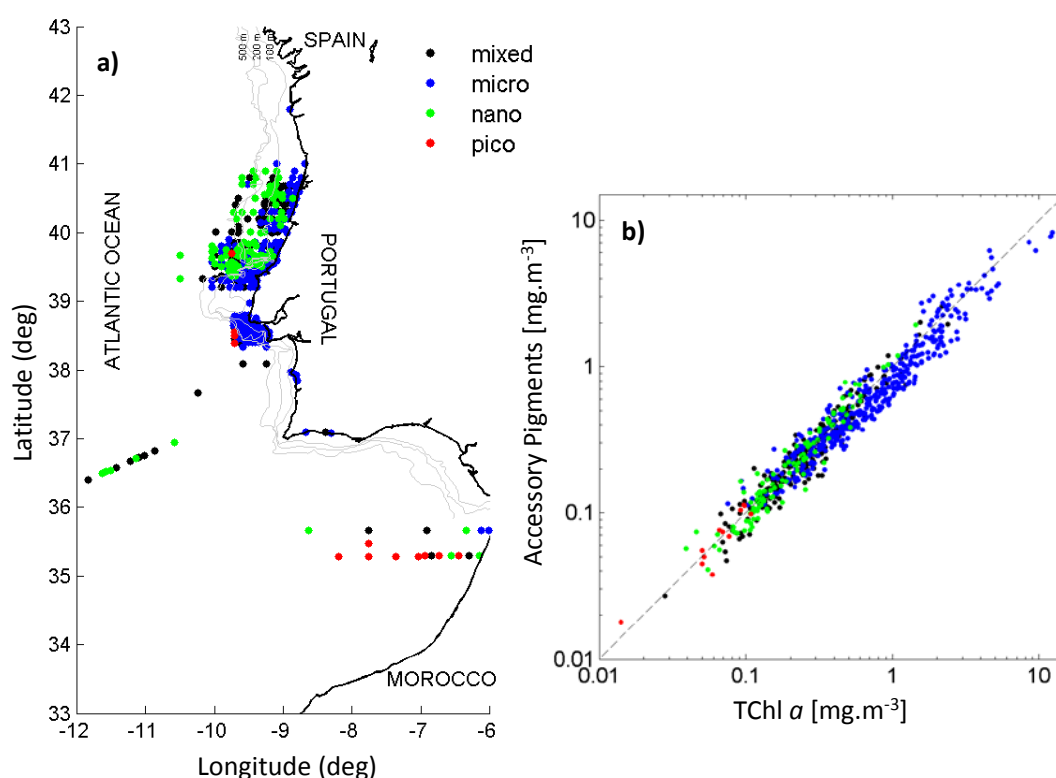 a)
43
42
41
40
39
38
37
36
35
34
33
-12
-11
-10
-9
-8
-7
-6
Latitude (deg)
Longitude (deg)
500 m
200 m
100 m
SPAIN
ATLANTIC OCEAN
PORTUGAL
MOROCCO
mixed
micro
nano
pico
b)
10
1
0.1
0.01
0.01
0.1
1
10
Accessory Pigments [mg.m-3]
TChl a [mg.m-3]